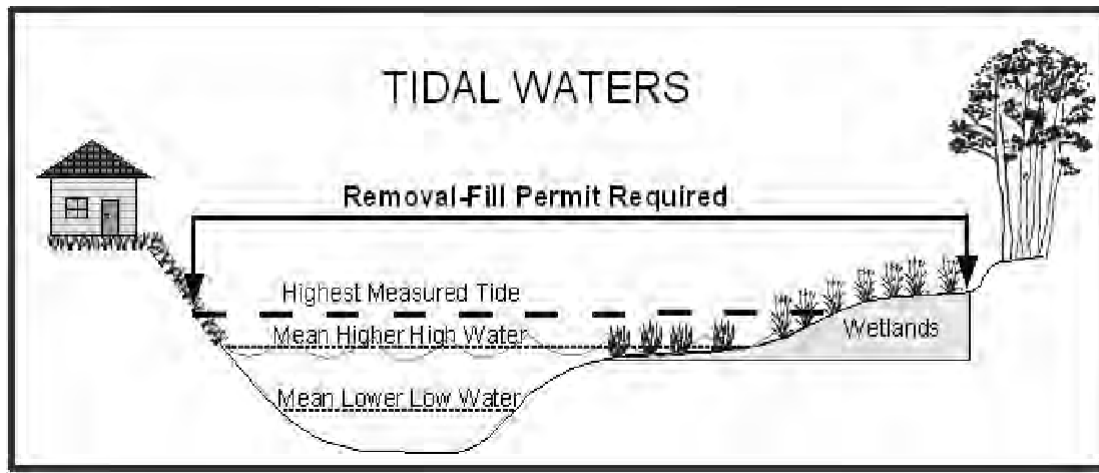 TIDAL WATERS
Removal-Fill Permit Required
Highest Measured Tide
Mean Higher High Water
Wetlands
Mean Lower Low Water